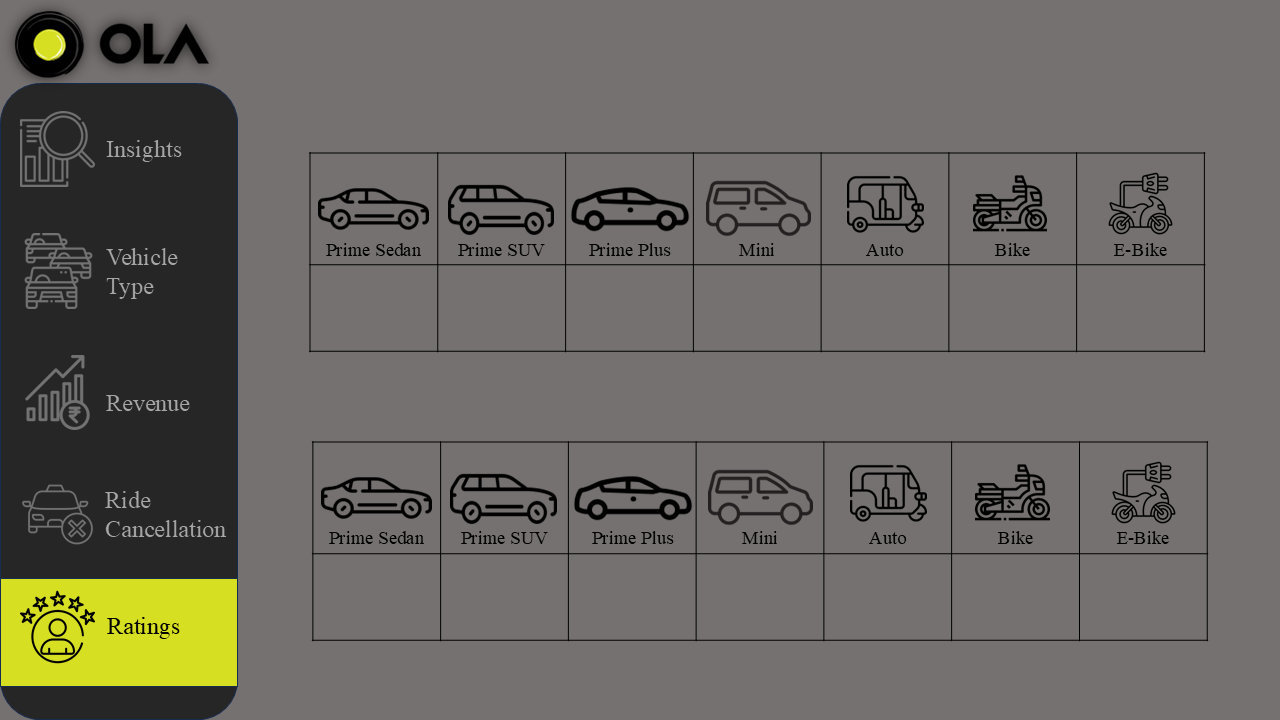 OLA
Insights
Vehicle
Type
Revenue
Ride
Cancellation
Ratings
Prime Sedan Prime SUV Prime Plus Mini Auto Bike E-Bike
Prime Sedan Prime SUV Prime Plus Mini Auto Bike E-Bike